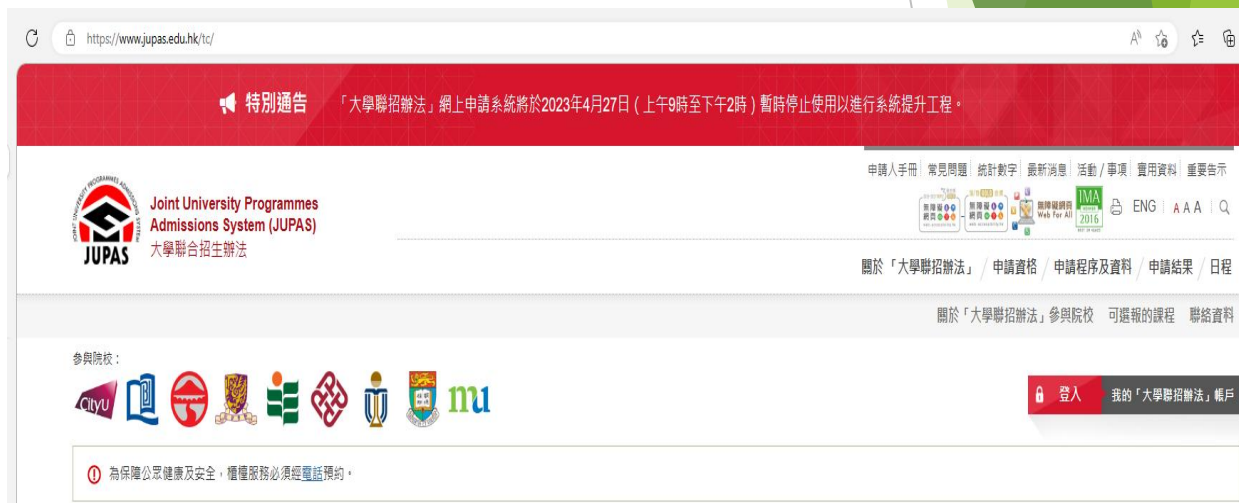 https://www.jupas.edu.hk/tc/
特別通告 「大學聯招辦法」網上申請系統將於2023年4月27日（上午9時至下午2時）暫時停止使用以進行系統提升工程。
申請人手冊 常見問題 統計數字 最新消息 活動 / 事項 實用資料 重要告示
Joint University Programmes
Admissions System (JUPAS)
大學聯合招生辦法
JUPAS
無障礙網頁
Web For All
IMA
2016
ENG A A A
關於「大學聯招辦法」 / 申請資格 / 申請程序及資料 / 申請結果 / 日程
關於「大學聯招辦法」參與院校 可選報的課程 聯絡資料
參與院校：
CityU
mu
登入 我的「大學聯招辦法」帳戶
為保障公眾健康及安全，櫃檯服務必須經電話預約。